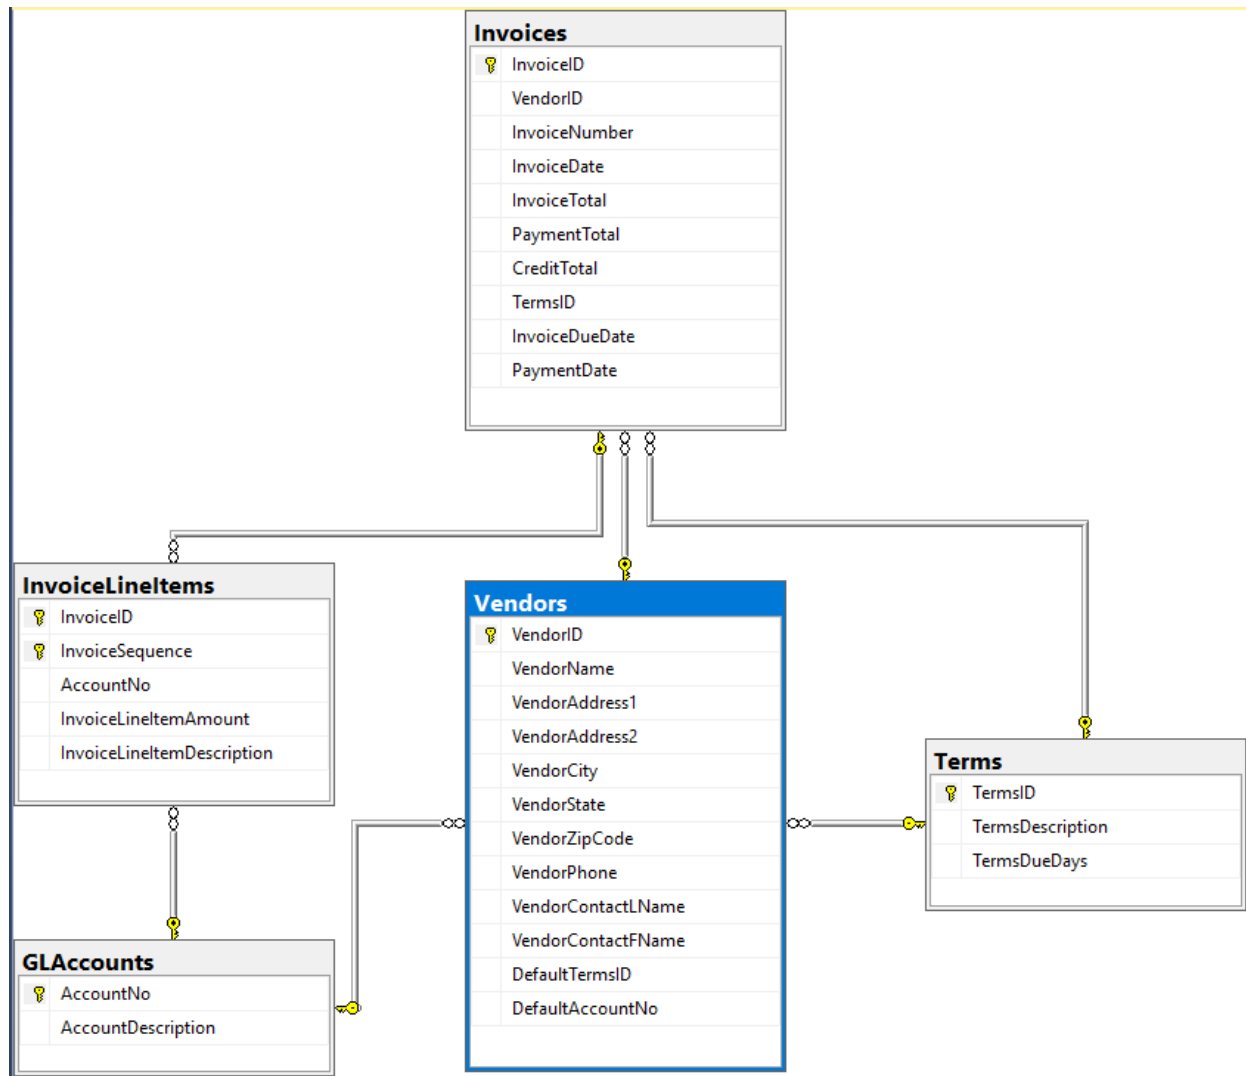 Invoices
InvoiceID
VendorID
InvoiceNumber
InvoiceDate
InvoiceTotal
PaymentTotal
CreditTotal
TermsID
InvoiceDueDate
PaymentDate
InvoiceLineItems
InvoiceID
InvoiceSequence
AccountNo
InvoiceLineItemAmount
InvoiceLineItemDescription
Vendors
VendorID
VendorName
VendorAddress1
VendorAddress2
VendorCity
VendorState
VendorZipCode
VendorPhone
VendorContactLName
VendorContactFName
DefaultTermsID
DefaultAccountNo
Terms
TermsID
TermsDescription
TermsDueDays
GLAccounts
AccountNo
AccountDescription